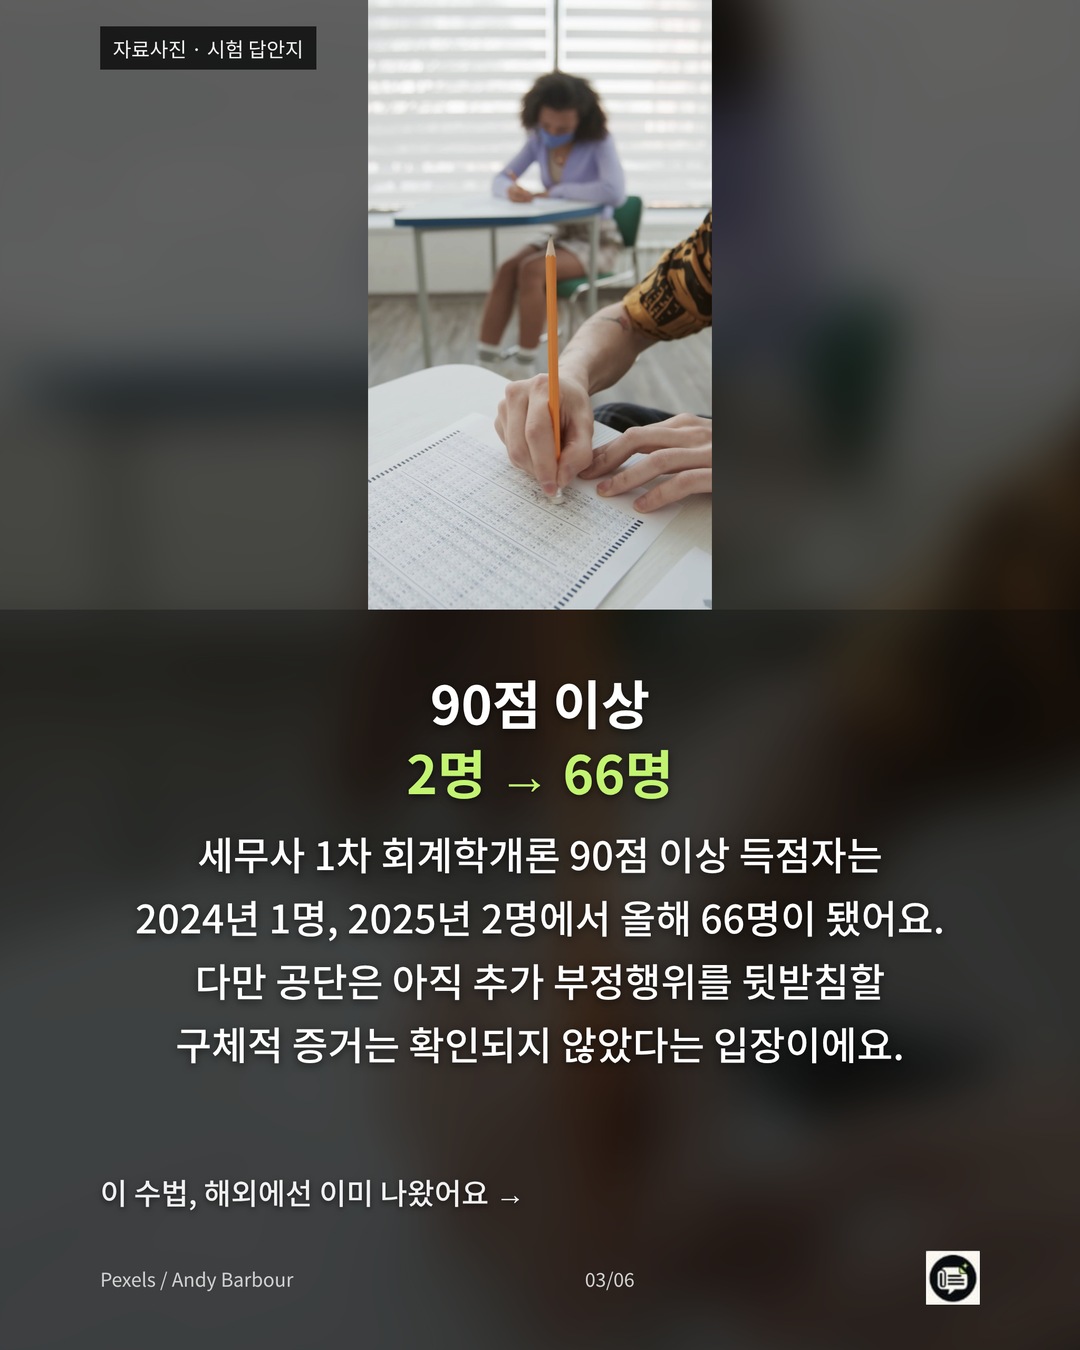 자료사진 · 시험 답안지
90점 이상
2명 → 66명
세무사 1차 회계학개론 90점 이상 득점자는
2024년 1명, 2025년 2명에서 올해 66명이 됐어요.
다만 공단은 아직 추가 부정행위를 뒷받침할
구체적 증거는 확인되지 않았다는 입장이에요.
이 수법, 해외에선 이미 나왔어요 →
Pexels / Andy Barbour
03/06